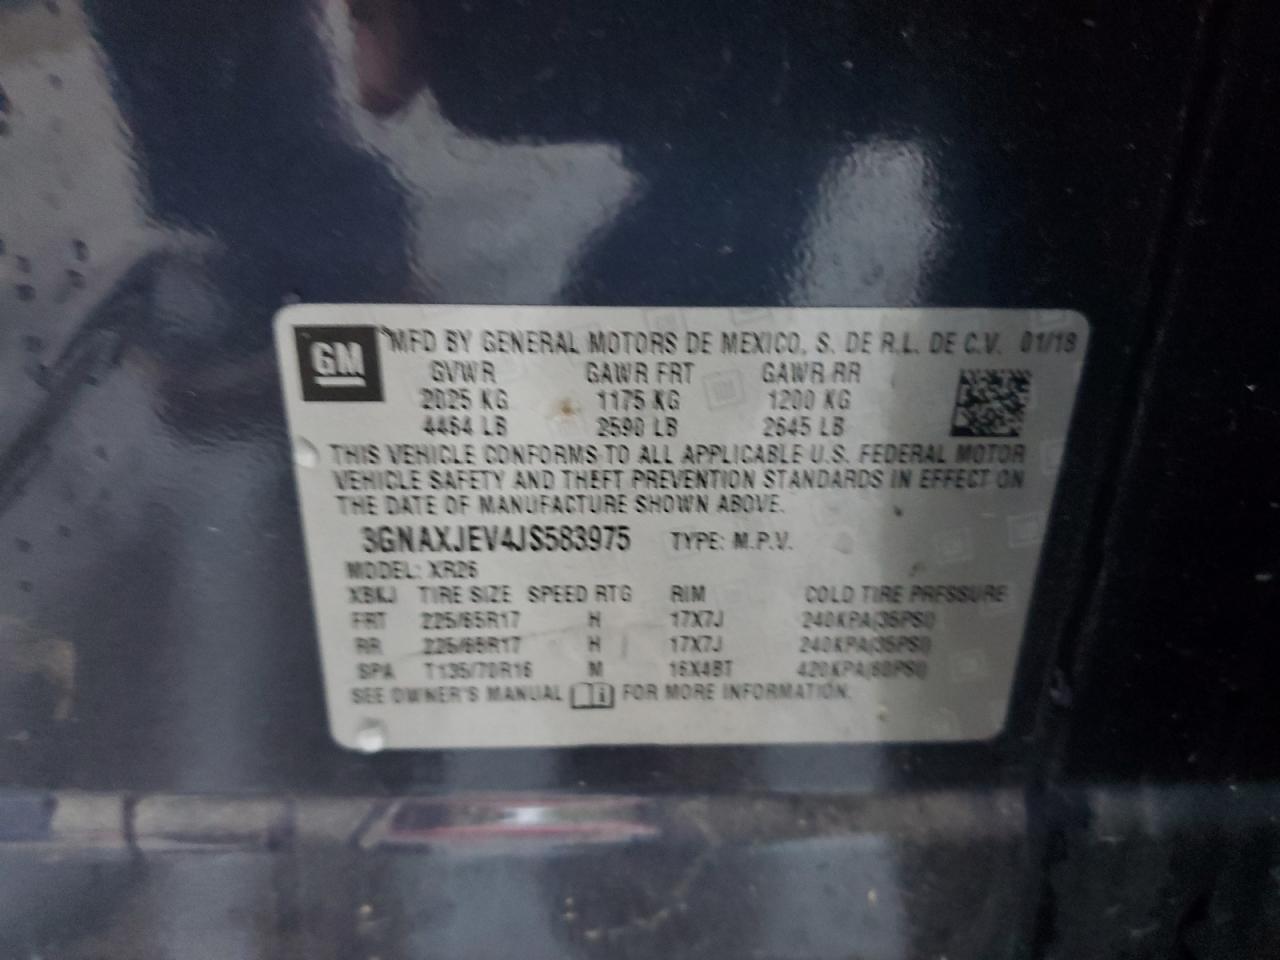 GM
MFD BY GENERAL MOTORS DE MEXICO, S. DE R.L. DE C.V. 01/18
GVWR GAWR FRT GAWR RR
2025 KG 1175 KG 1200 KG
4464 LB 2590 LB 2645 LB
THIS VEHICLE CONFORMS TO ALL APPLICABLE U.S. FEDERAL MOTOR
VEHICLE SAFETY AND THEFT PREVENTION STANDARDS IN EFFECT ON
THE DATE OF MANUFACTURE SHOWN ABOVE.
3GNAXJEV4JS583975 TYPE: M.P.V.
MODEL: XR26
XBKJ TIRE SIZE SPEED RTG RIM COLD TIRE PRESSURE
FRT 225/65R17 H 17X7J 240KPA(35PSI)
RR 225/65R17 H 17X7J 240KPA(35PSI)
SPA T135/70R16 M 16X4BT 420KPA(60PSI)
SEE OWNER'S MANUAL FOR MORE INFORMATION.